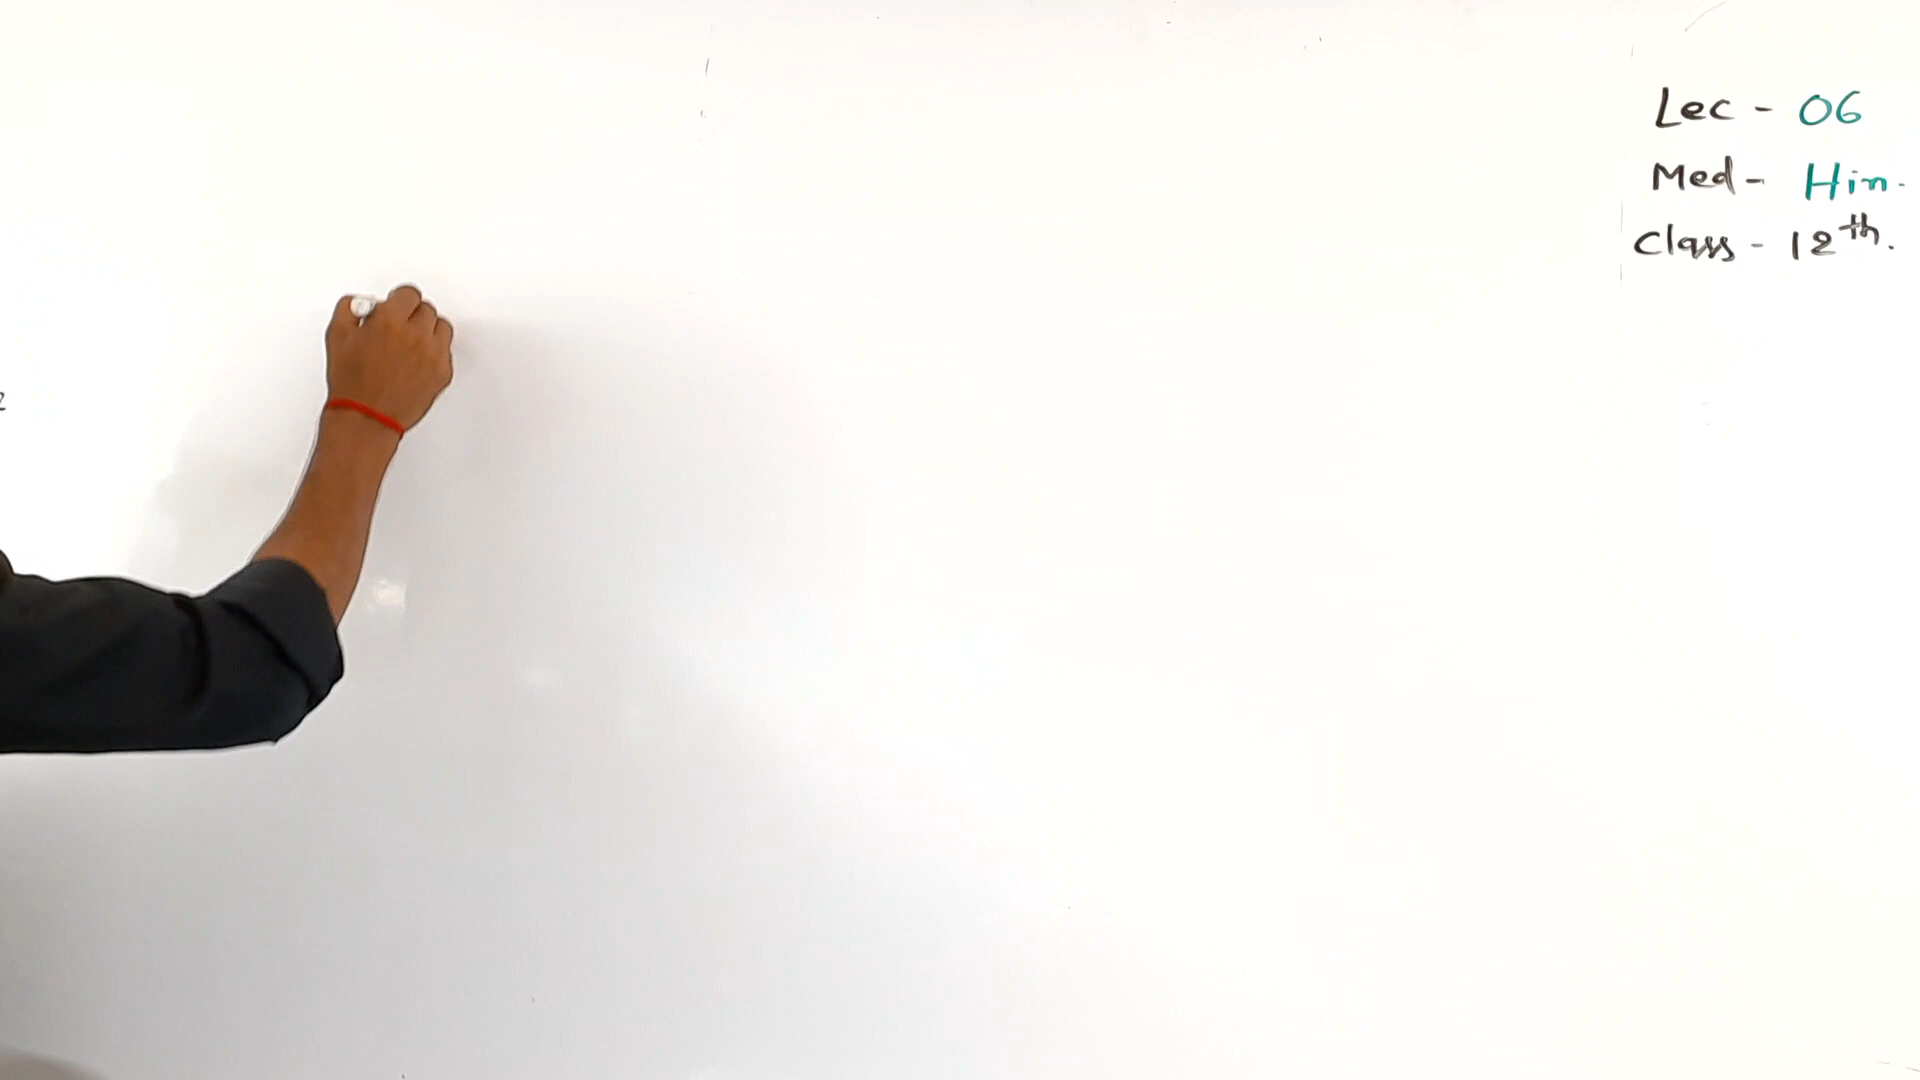 Lec - 06
Med - Hin.
Class - 12th.